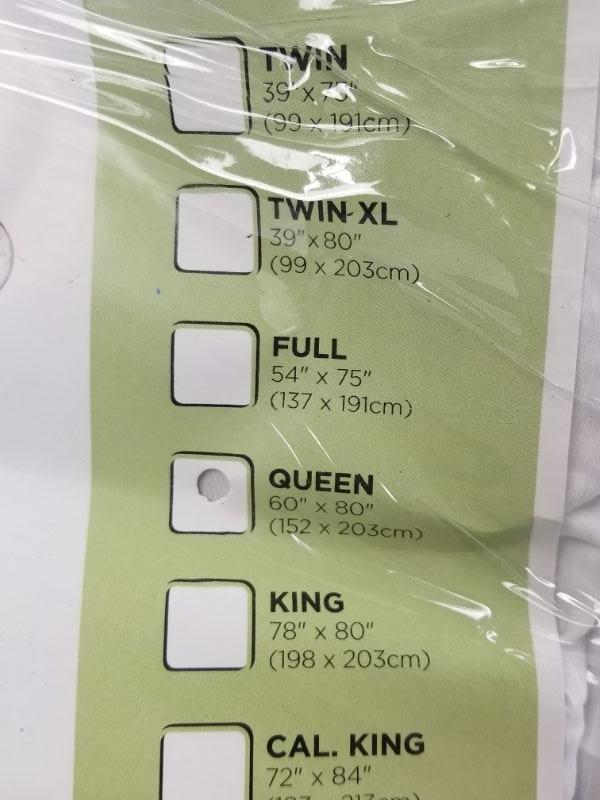 TWIN
39" x 75"
(99 x 191cm)
TWIN-XL
39" x 80"
(99 x 203cm)
FULL
54" x 75"
(137 x 191cm)
QUEEN
60" x 80"
(152 x 203cm)
KING
78" x 80"
(198 x 203cm)
CAL. KING
72" x 84"